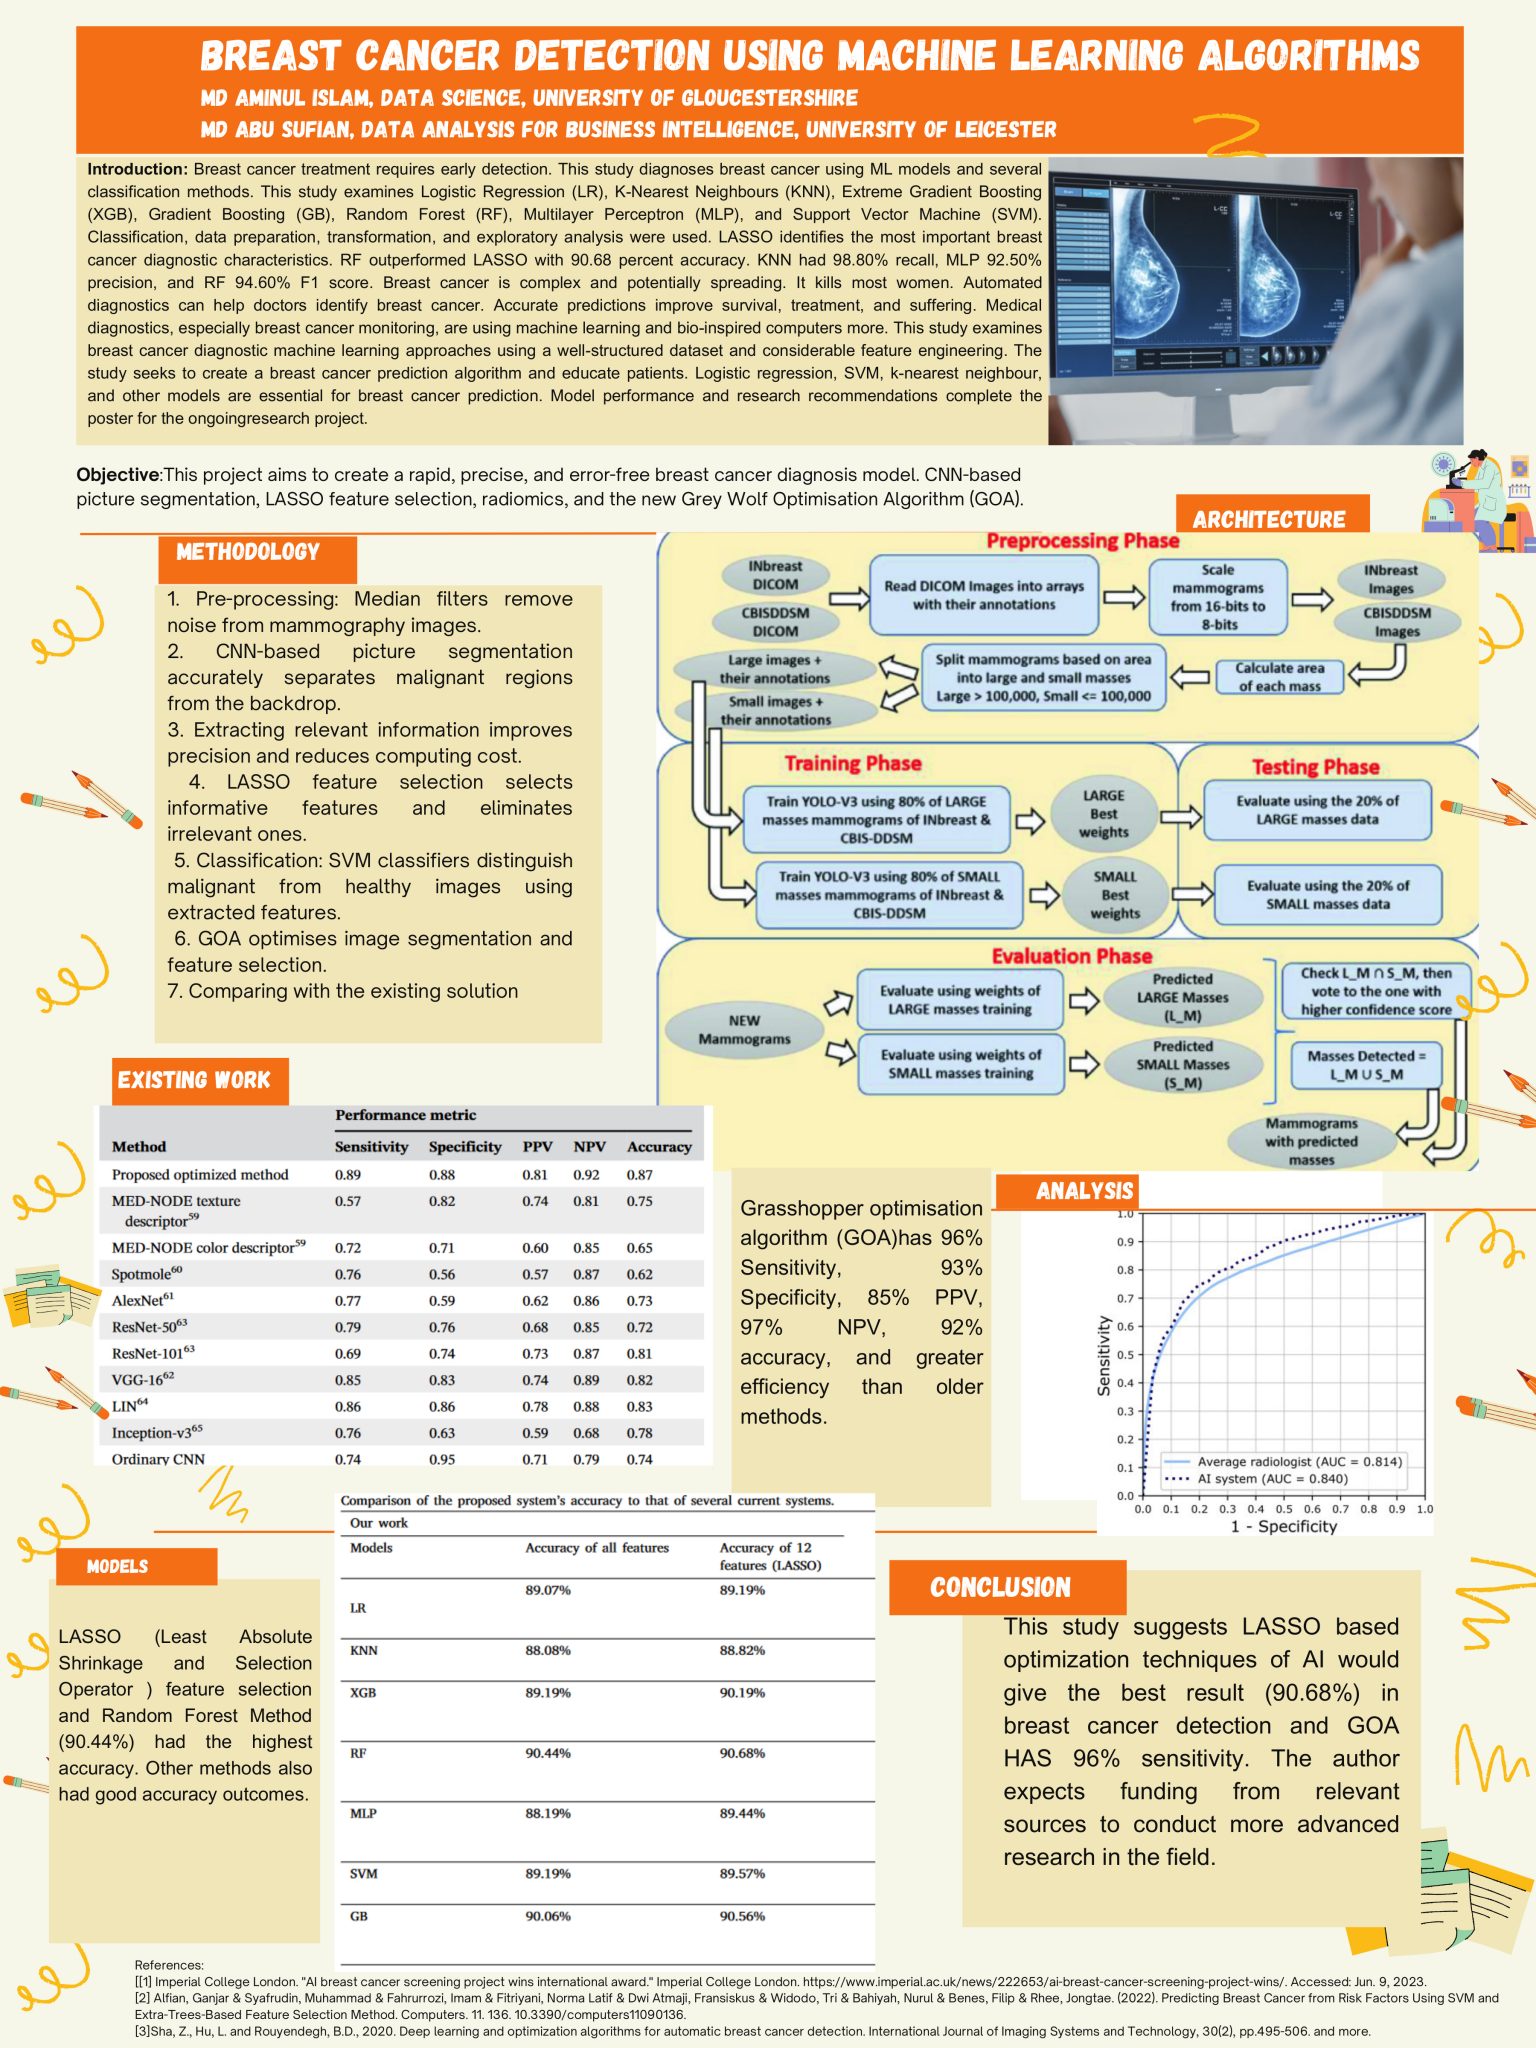 BREAST CANCER DETECTION USING MACHINE LEARNING ALGORITHMS
MD AMINUL ISLAM, DATA SCIENCE, UNIVERSITY OF GLOUCESTERSHIRE
MD ABU SUFIAN, DATA ANALYSIS FOR BUSINESS INTELLIGENCE, UNIVERSITY OF LEICESTER
Introduction: Breast cancer treatment requires early detection. This study diagnoses breast cancer using ML models and several
classification methods. This study examines Logistic Regression (LR), K-Nearest Neighbours (KNN), Extreme Gradient Boosting
(XGB), Gradient Boosting (GB), Random Forest (RF), Multilayer Perceptron (MLP), and Support Vector Machine (SVM).
Classification, data preparation, transformation, and exploratory analysis were used. LASSO identifies the most important breast
cancer diagnostic characteristics. RF outperformed LASSO with 90.68 percent accuracy. KNN had 98.80% recall, MLP 92.50%
precision, and RF 94.60% F1 score. Breast cancer is complex and potentially spreading. It kills most women. Automated
diagnostics can help doctors identify breast cancer. Accurate predictions improve survival, treatment, and suffering. Medical
diagnostics, especially breast cancer monitoring, are using machine learning and bio-inspired computers more. This study examines
breast cancer diagnostic machine learning approaches using a well-structured dataset and considerable feature engineering. The
study seeks to create a breast cancer prediction algorithm and educate patients. Logistic regression, SVM, k-nearest neighbour,
and other models are essential for breast cancer prediction. Model performance and research recommendations complete the
poster for the ongoingresearch project.
L-CC
L-CC
Objective:This project aims to create a rapid, precise, and error-free breast cancer diagnosis model. CNN-based
picture segmentation, LASSO feature selection, radiomics, and the new Grey Wolf Optimisation Algorithm (GOA).
METHODOLOGY
1. Pre-processing: Median filters remove
noise from mammography images.
2. CNN-based picture segmentation
accurately separates malignant regions
from the backdrop.
3. Extracting relevant information improves
precision and reduces computing cost.
4. LASSO feature selection selects
informative features and eliminates
irrelevant ones.
5. Classification: SVM classifiers distinguish
malignant from healthy images using
extracted features.
6. GOA optimises image segmentation and
feature selection.
7. Comparing with the existing solution
ARCHITECTURE
Preprocessing Phase
INbreast
DICOM
CBISDDSM
DICOM
Read DICOM Images into arrays
with their annotations
Scale
mammograms
from 16-bits to
8-bits
INbreast
Images
CBISDDSM
Images
Large images +
their annotations
Small images +
their annotations
Split mammograms based on area
into large and small masses
Large > 100,000, Small <= 100,000
Calculate area
of each mass
Training Phase
Train YOLO-V3 using 80% of LARGE
masses mammograms of INbreast &
CBIS-DDSM
LARGE
Best
weights
Train YOLO-V3 using 80% of SMALL
masses mammograms of INbreast &
CBIS-DDSM
SMALL
Best
weights
Testing Phase
Evaluate using the 20% of
LARGE masses data
Evaluate using the 20% of
SMALL masses data
Evaluation Phase
NEW
Mammograms
Evaluate using weights of
LARGE masses training
Evaluate using weights of
SMALL masses training
Predicted
LARGE Masses
(L_M)
Predicted
SMALL Masses
(S_M)
Check L_M ∩ S_M, then
vote to the one with
higher confidence score
Masses Detected =
L_M ∪ S_M
Mammograms
with predicted
masses
EXISTING WORK
Performance metric
Method Sensitivity Specificity PPV NPV Accuracy
Proposed optimized method 0.89 0.88 0.81 0.92 0.87
MED-NODE texture 0.57 0.82 0.74 0.81 0.75
descriptor59
MED-NODE color descriptor59 0.72 0.71 0.60 0.85 0.65
Spotmole60 0.76 0.56 0.57 0.87 0.62
AlexNet61 0.77 0.59 0.62 0.86 0.73
ResNet-5063 0.79 0.76 0.68 0.85 0.72
ResNet-10163 0.69 0.74 0.73 0.87 0.81
VGG-1662 0.85 0.83 0.74 0.89 0.82
LIN64 0.86 0.86 0.78 0.88 0.83
Inception-v365 0.76 0.63 0.59 0.68 0.78
Ordinary CNN 0.74 0.95 0.71 0.79 0.74
Grasshopper optimisation
algorithm (GOA)has 96%
Sensitivity, 93%
Specificity, 85% PPV,
97% NPV, 92%
accuracy, and greater
efficiency than older
methods.
ANALYSIS
1.0
0.9
0.8
0.7
0.6
0.5
0.4
0.3
0.2
0.1
0.0
Sensitivity
Average radiologist (AUC = 0.814)
AI system (AUC = 0.840)
0.0 0.1 0.2 0.3 0.4 0.5 0.6 0.7 0.8 0.9 1.0
1 - Specificity
MODELS
LASSO (Least Absolute
Shrinkage and Selection
Operator ) feature selection
and Random Forest Method
(90.44%) had the highest
accuracy. Other methods also
had good accuracy outcomes.
Comparison of the proposed system's accuracy to that of several current systems.
Our work
Models Accuracy of all features Accuracy of 12
features (LASSO)
89.07% 89.19%
LR
KNN 88.08% 88.82%
XGB 89.19% 90.19%
RF 90.44% 90.68%
MLP 88.19% 89.44%
SVM 89.19% 89.57%
GB 90.06% 90.56%
CONCLUSION
This study suggests LASSO based
optimization techniques of AI would
give the best result (90.68%) in
breast cancer detection and GOA
HAS 96% sensitivity. The author
expects funding from relevant
sources to conduct more advanced
research in the field.
References:
[[1] Imperial College London. "AI breast cancer screening project wins international award." Imperial College London. https://www.imperial.ac.uk/news/222653/ai-breast-cancer-screening-project-wins/. Accessed: Jun. 9, 2023.
[2] Alfian, Ganjar & Syafrudin, Muhammad & Fahrurrozi, Imam & Fitriyani, Norma Latif & Dwi Atmaji, Fransiskus & Widodo, Tri & Bahiyah, Nurul & Benes, Filip & Rhee, Jongtae. (2022). Predicting Breast Cancer from Risk Factors Using SVM and
Extra-Trees-Based Feature Selection Method. Computers. 11. 136. 10.3390/computers11090136.
[3]Sha, Z., Hu, L. and Rouyendegh, B.D., 2020. Deep learning and optimization algorithms for automatic breast cancer detection. International Journal of Imaging Systems and Technology, 30(2), pp.495-506. and more.